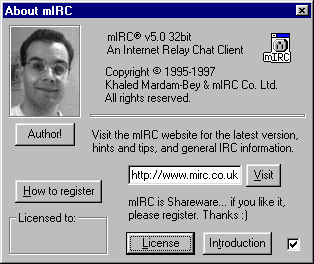 About mIRC
mIRC® v5.0 32bit
An Internet Relay Chat Client
mIRC
Copyright © 1995-1997
Khaled Mardam-Bey & mIRC Co. Ltd.
All rights reserved.
Author!
Visit the mIRC website for the latest version,
hints and tips, and general IRC information.
http://www.mirc.co.uk
Visit
How to register
mIRC is Shareware... if you like it,
please register. Thanks :)
Licensed to:
License
Introduction